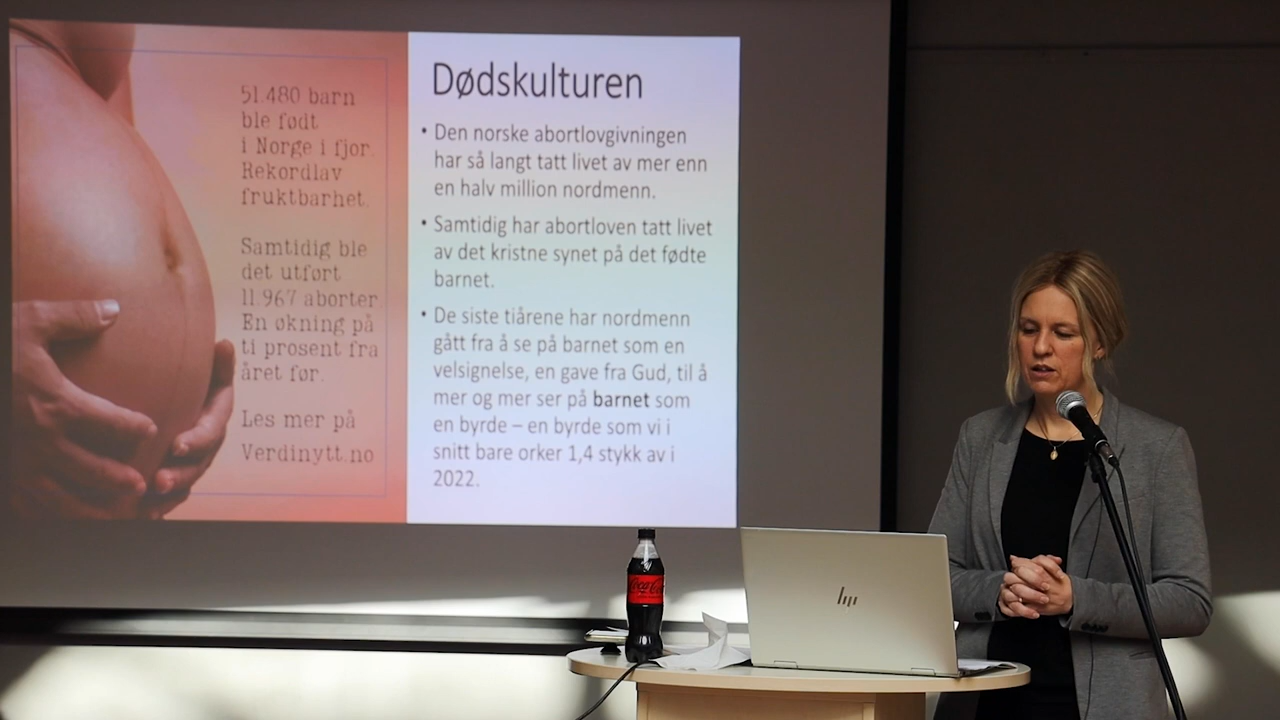 51.480 barn
ble født
i Norge i fjor.
Rekordlav
fruktbarhet.
Samtidig ble
det utført
11.967 aborter
En økning på
ti prosent fra
året før.
Les mer på
Verdinytt.no
Dødskulturen
• Den norske abortlovgivningen
har så langt tatt livet av mer enn
en halv million nordmenn.
• Samtidig har abortloven tatt livet
av det kristne synet på det fødte
barnet.
• De siste tiårene har nordmenn
gått fra å se på barnet som en
velsignelse, en gave fra Gud, til å
mer og mer ser på barnet som
en byrde – en byrde som vi i
snitt bare orker 1,4 stykk av i
2022.
Coca-Cola
hp